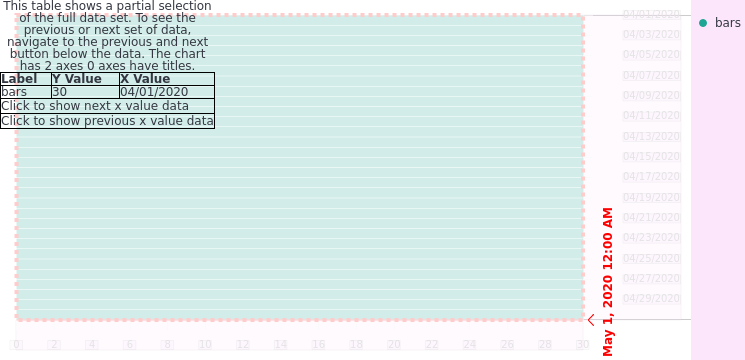 This table shows a partial selection
of the full data set. To see the
previous or next set of data,
navigate to the previous and next
button below the data. The chart
has 2 axes 0 axes have titles.
Label Y Value X Value
bars 30 04/01/2020
Click to show next x value data
Click to show previous x value data
04/01/2020
04/03/2020
04/05/2020
04/07/2020
04/09/2020
04/11/2020
04/13/2020
04/15/2020
04/17/2020
04/19/2020
04/21/2020
04/23/2020
04/25/2020
04/27/2020
04/29/2020
May 1, 2020 12:00 AM
0 2 4 6 8 10 12 14 16 18 20 22 24 26 28 30
bars